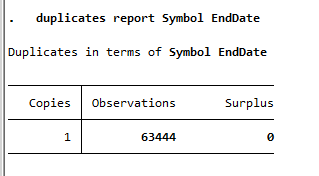 . duplicates report Symbol EndDate
Duplicates in terms of Symbol EndDate
Copies Observations Surplus
1 63444 0